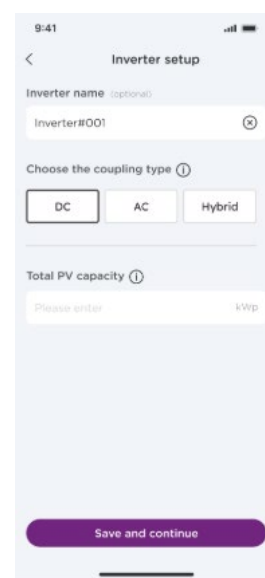 9:41
Inverter setup
Inverter name (optional)
Inverter#001
Choose the coupling type
DC AC Hybrid
Total PV capacity
Please enter kWp
Save and continue